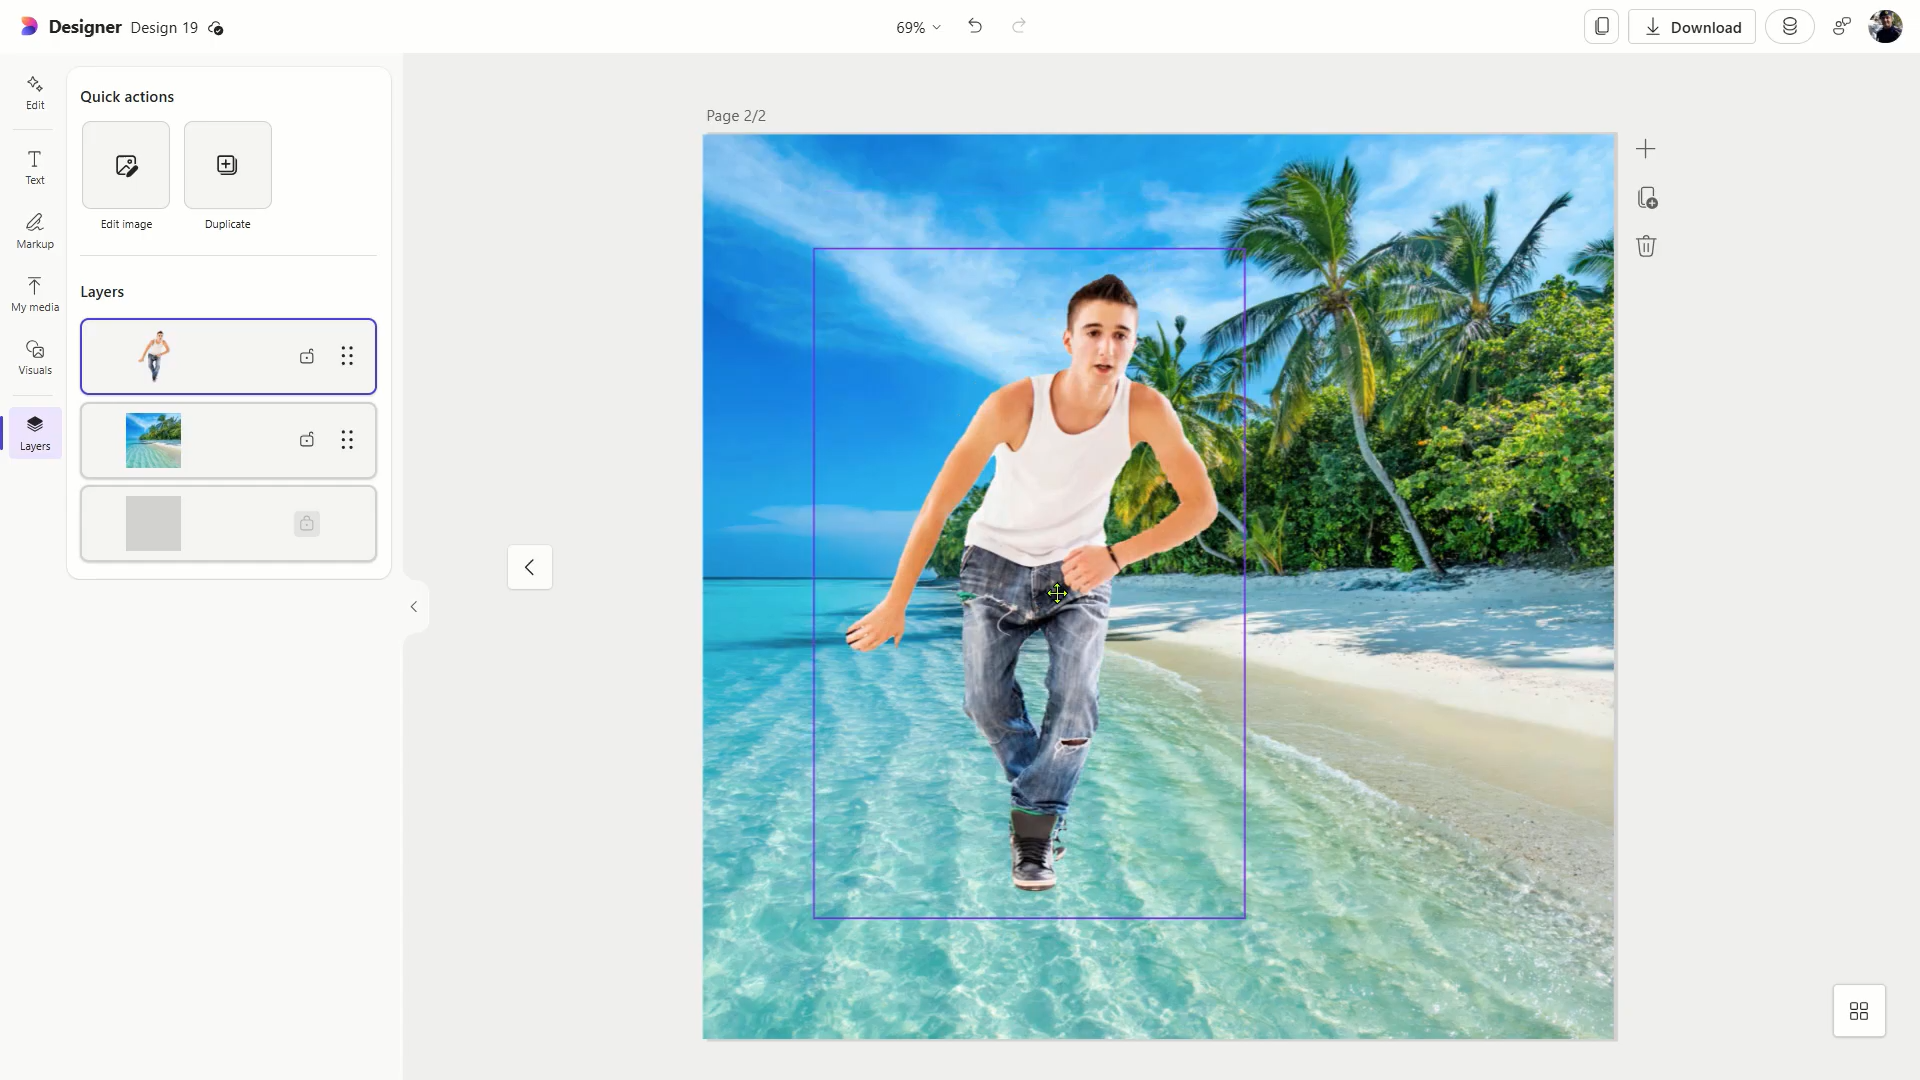 Designer Design 19
69%
Download
Edit
Text
Markup
My media
Visuals
Layers
Quick actions
Edit image
Duplicate
Layers
Page 2/2